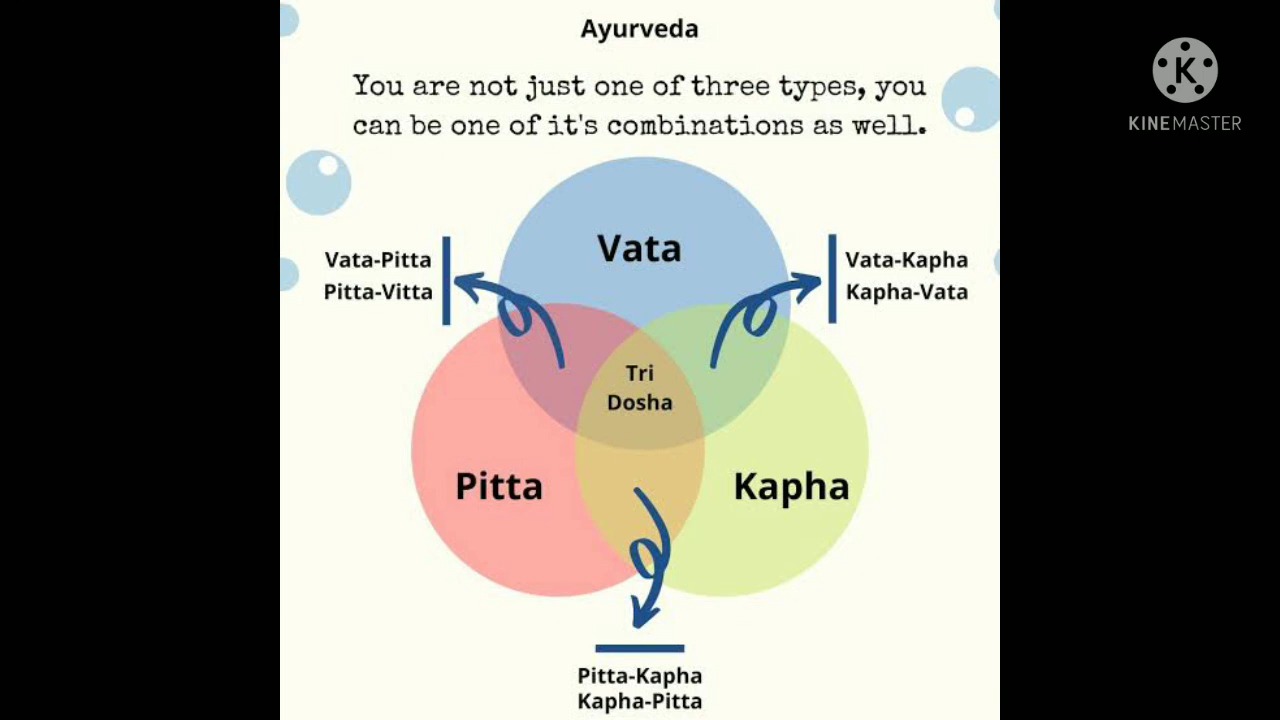 Ayurveda
You are not just one of three types, you
can be one of it's combinations as well.
KINEMASTER
Vata
Vata-Pitta
Pitta-Vitta
Vata-Kapha
Kapha-Vata
Tri
Dosha
Pitta
Kapha
Pitta-Kapha
Kapha-Pitta